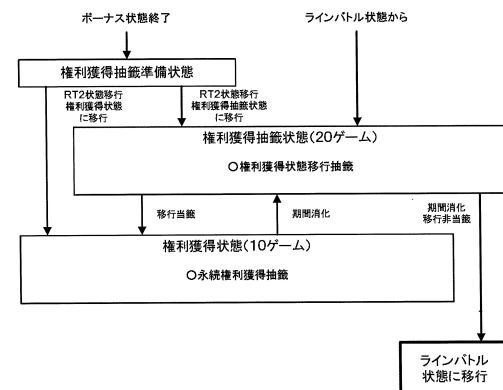 ボーナス状態終了
ラインバトル状態から
権利獲得抽籤準備状態
RT2状態移行
権利獲得状態
に移行
RT2状態移行
権利獲得抽籤状態
に移行
権利獲得抽籤状態(20ゲーム)
○権利獲得状態移行抽籤
移行当籤
期間消化
期間消化
移行非当籤
権利獲得状態(10ゲーム)
○永続権利獲得抽籤
ラインバトル
状態に移行